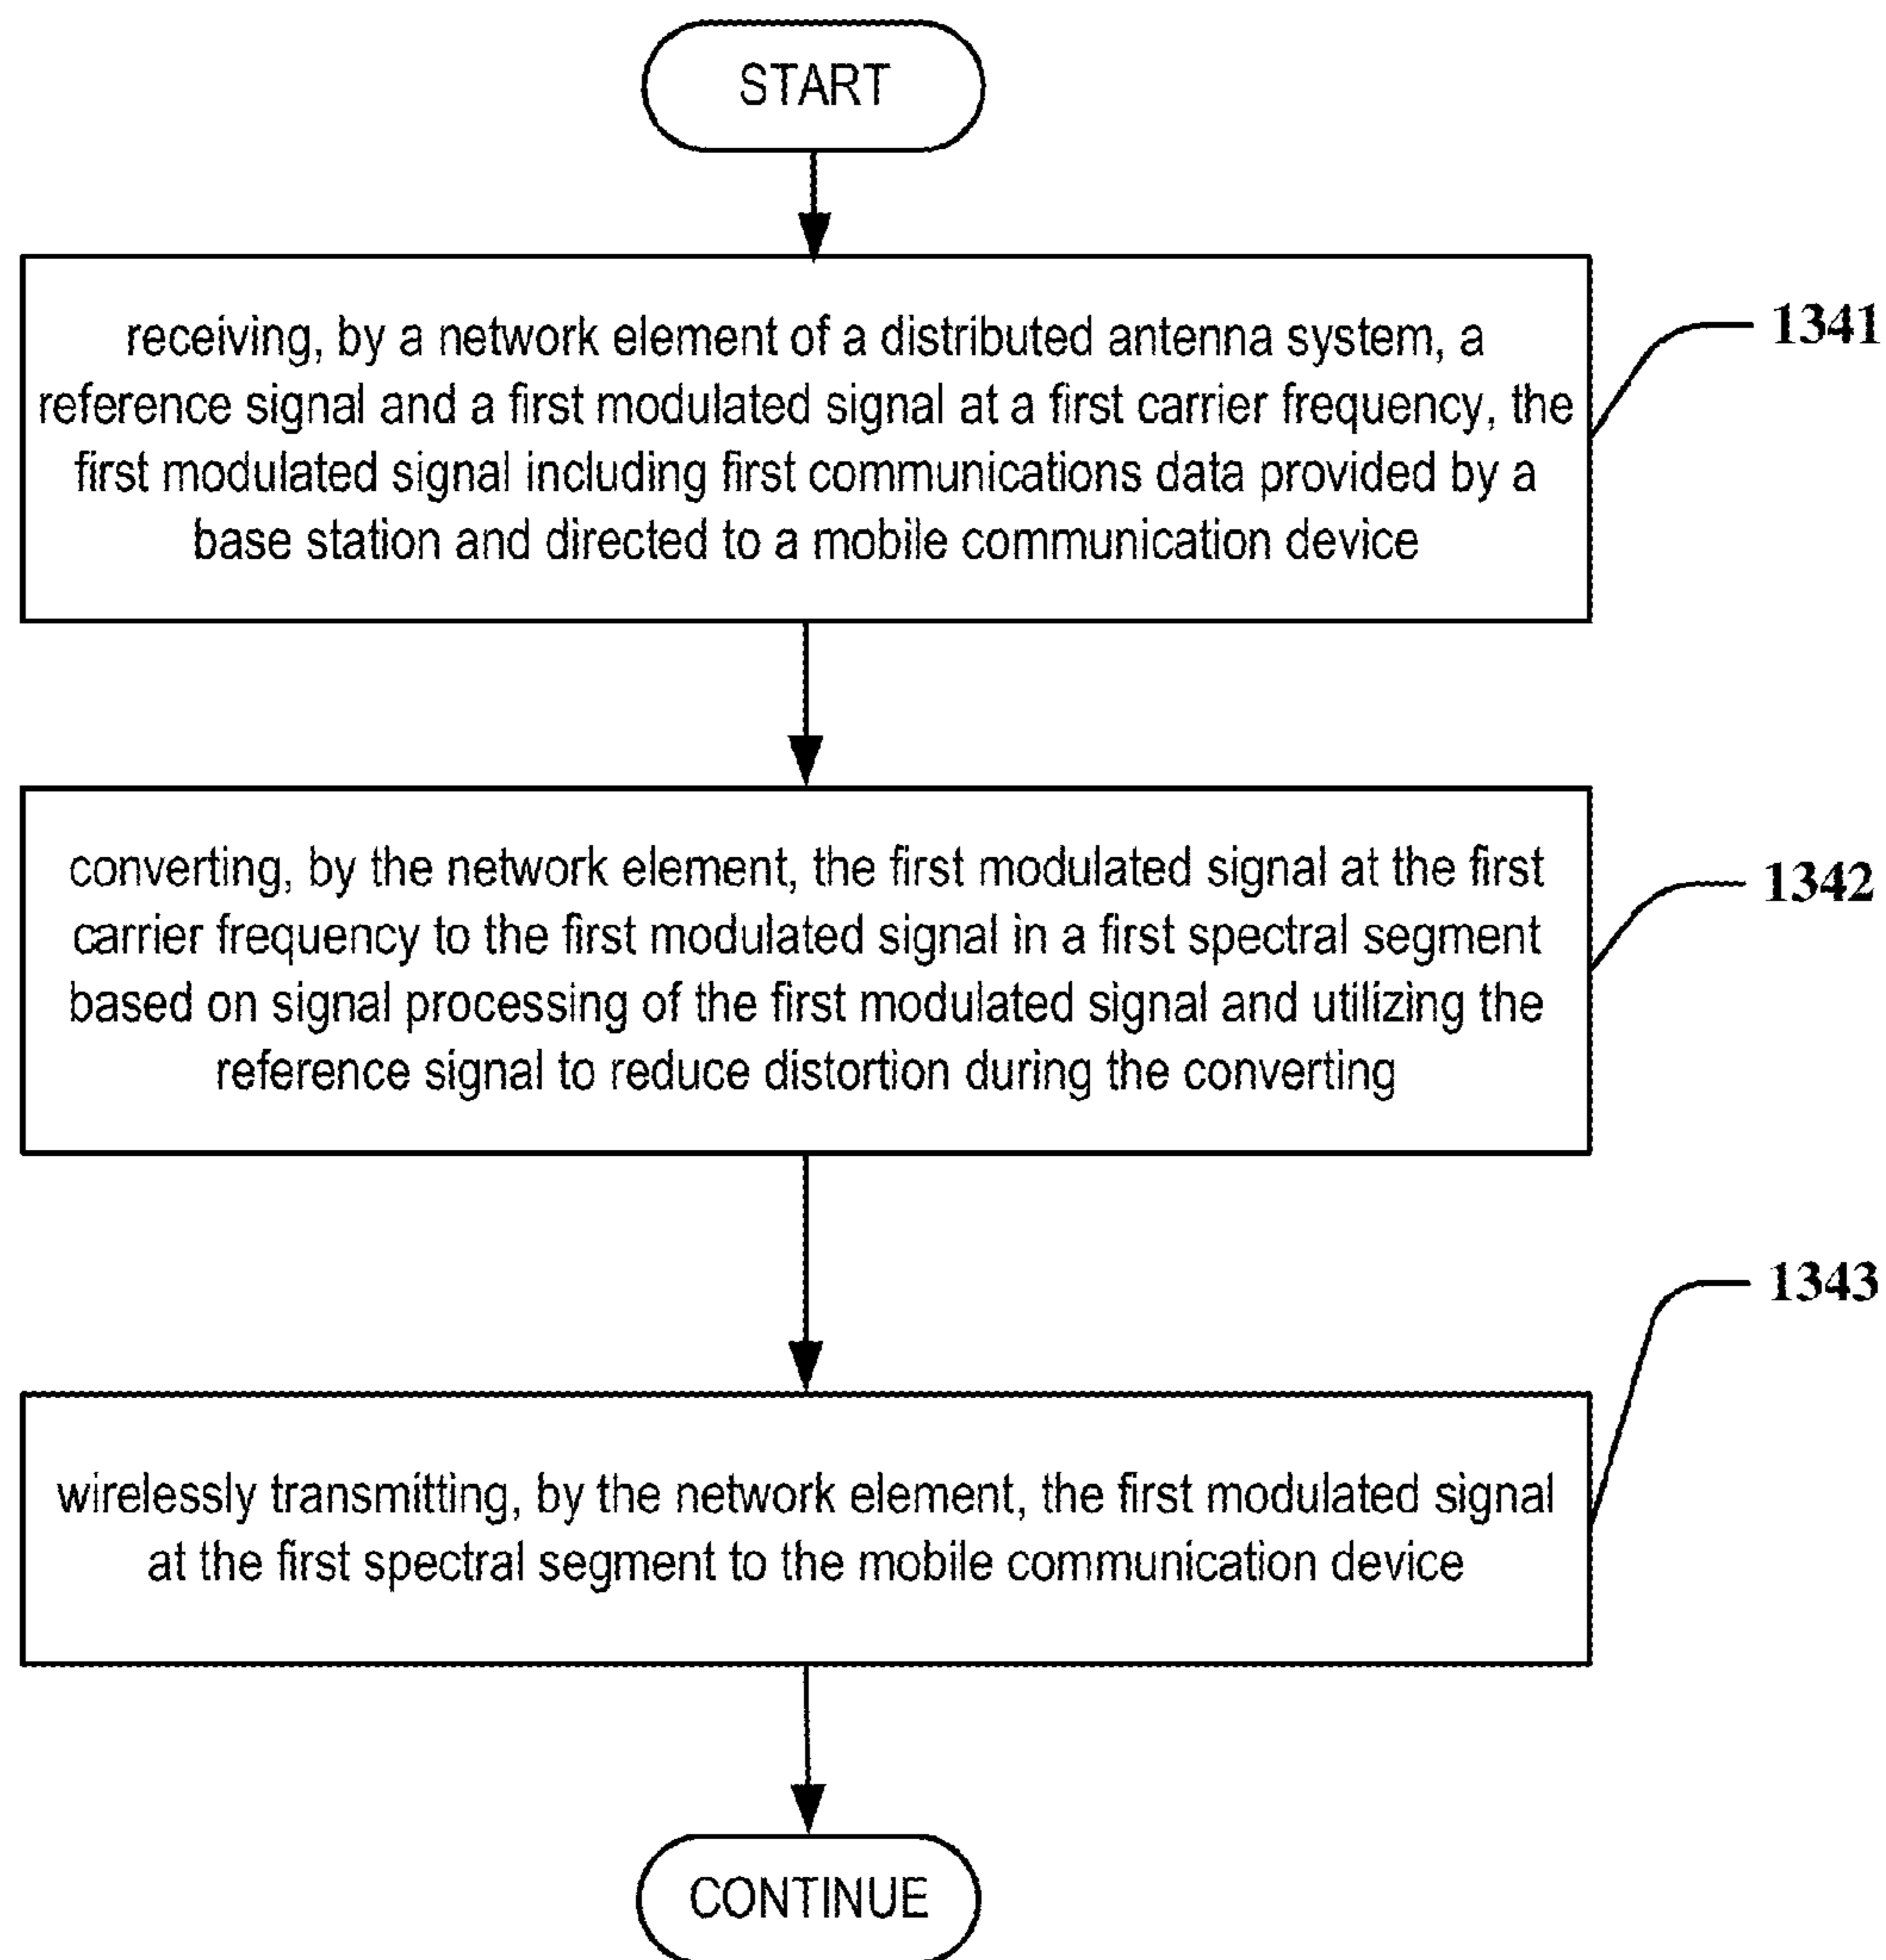 START
receiving, by a network element of a distributed antenna system, a
reference signal and a first modulated signal at a first carrier frequency, the
first modulated signal including first communications data provided by a
base station and directed to a mobile communication device
1341
converting, by the network element, the first modulated signal at the first
carrier frequency to the first modulated signal in a first spectral segment
based on signal processing of the first modulated signal and utilizing the
reference signal to reduce distortion during the converting
1342
1343
wirelessly transmitting, by the network element, the first modulated signal
at the first spectral segment to the mobile communication device
CONTINUE